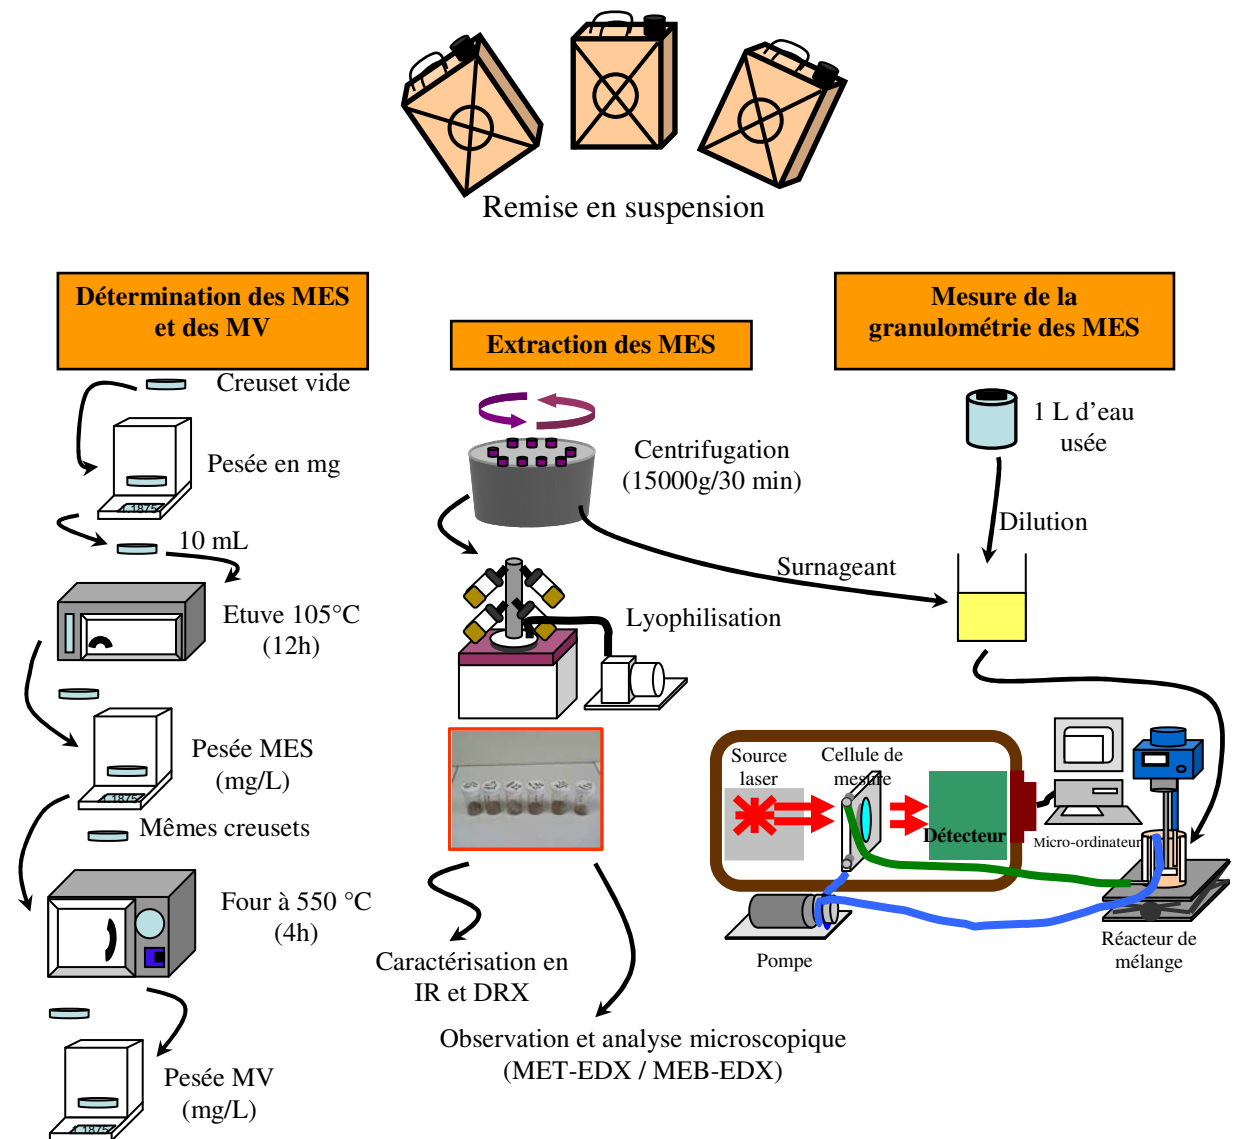 Remise en suspension
Détermination des MES
et des MV
Creuset vide
Pesée en mg
1875
10 mL
Etuve 105°C
(12h)
Pesée MES
(mg/L)
1875
Mêmes creusets
Four à 550 °C
(4h)
Pesée MV
(mg/L)
1875
Extraction des MES
Centrifugation
(15000g/30 min)
Surnageant
Lyophilisation
Caractérisation en
IR et DRX
Observation et analyse microscopique
(MET-EDX / MEB-EDX)
Mesure de la
granulométrie des MES
1 L d’eau
usée
Dilution
Source
laser
Cellule de
mesure
Détecteur
Micro-ordinateur
Pompe
Réacteur de
mélange